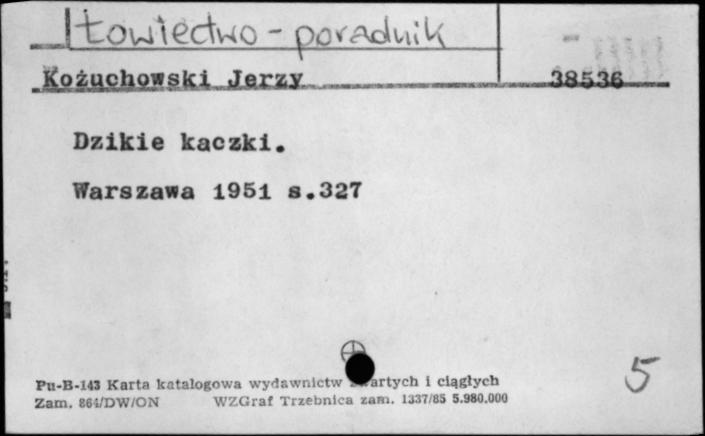 Łowiectwo - poradnik
Kożuchowski Jerzy 38536
Dzikie kaczki.
Warszawa 1951 s.327
Pu-B-143 Karta katalogowa wydawnictw i ciągłych
Zam. 864/DW/ON WZGraf Trzebnica zam. 1337/85 5.980.000
5